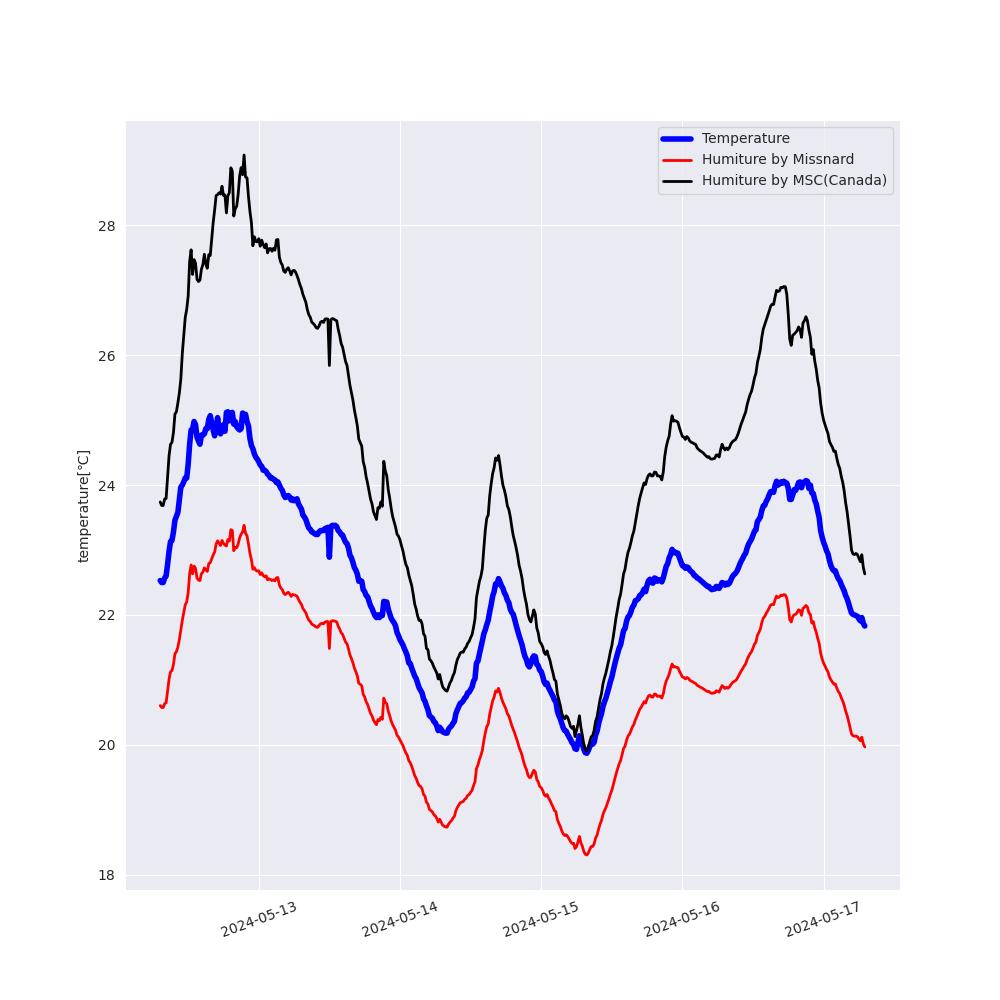 Temperature
Humiture by Missnard
Humiture by MSC(Canada)
temperature[℃]
28
26
24
22
20
18
2024-05-13
2024-05-14
2024-05-15
2024-05-16
2024-05-17